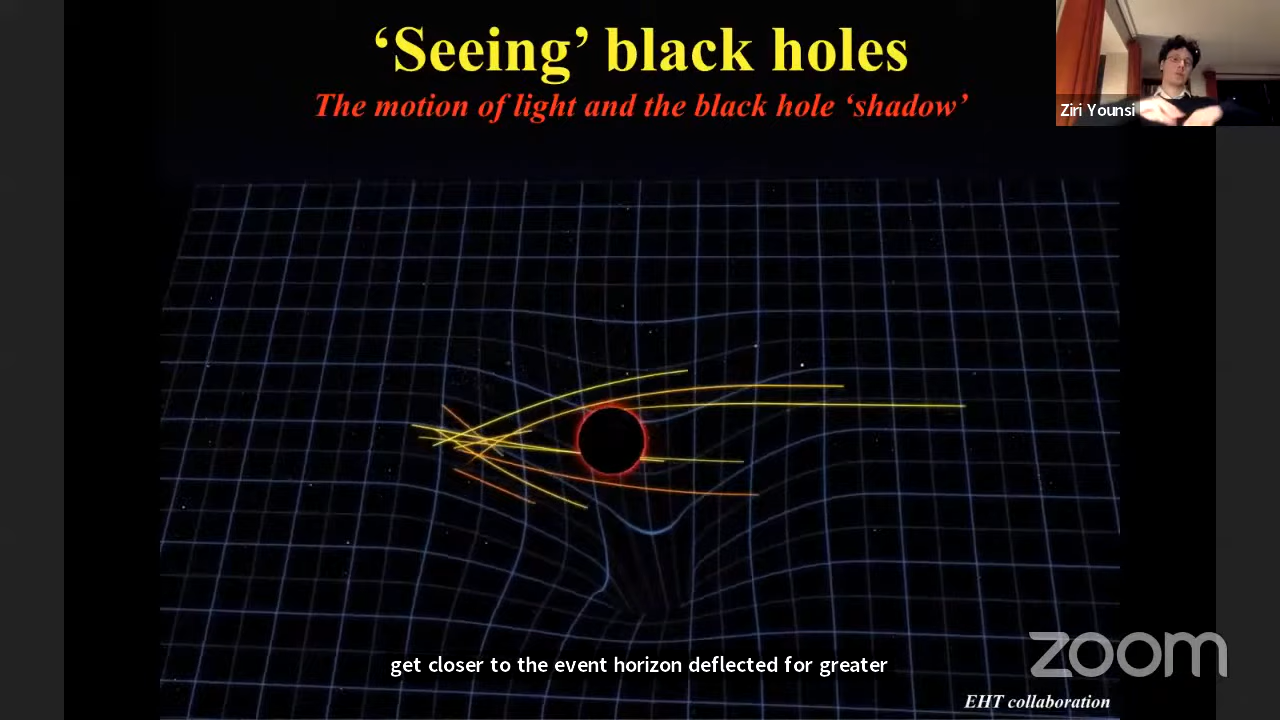 ‘Seeing’ black holes
The motion of light and the black hole ‘shadow’
Ziri Younsi
get closer to the event horizon deflected for greater
zoom
EHT collaboration